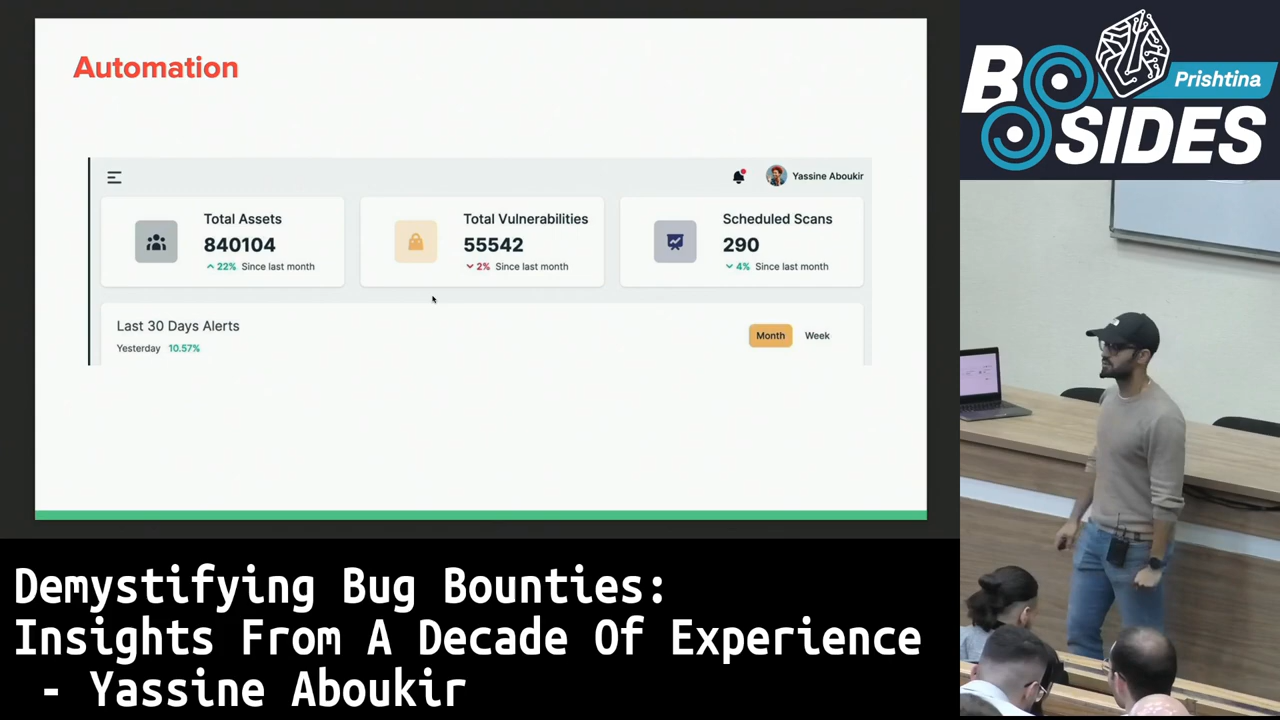 Automation
Yassine Aboukir
Total Assets
840104
22% Since last month
Total Vulnerabilities
55542
2% Since last month
Scheduled Scans
290
4% Since last month
Last 30 Days Alerts
Yesterday 10.57%
Month Week
BSIDES
Prishtina
Demystifying Bug Bounties:
Insights From A Decade Of Experience
- Yassine Aboukir